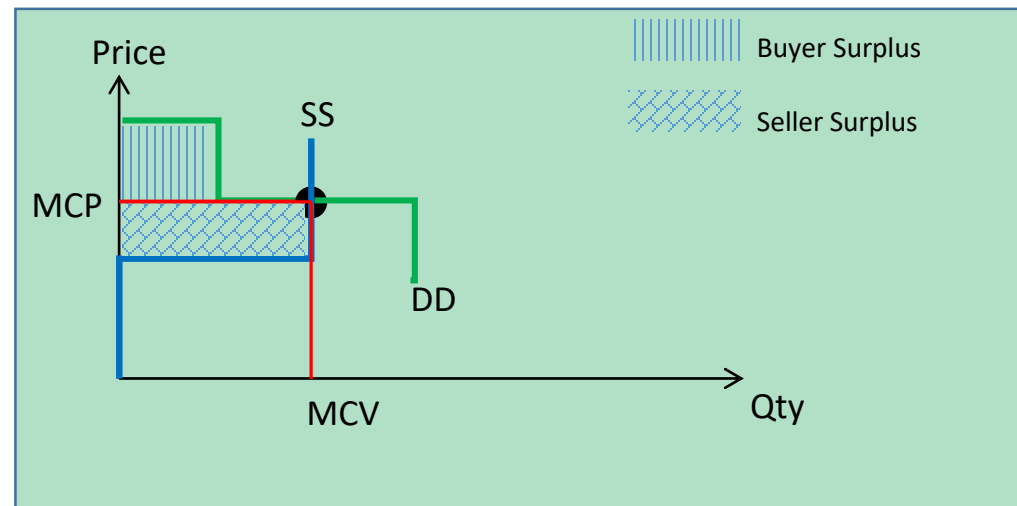 Price
Buyer Surplus
SS
Seller Surplus
MCP
DD
MCV
Qty